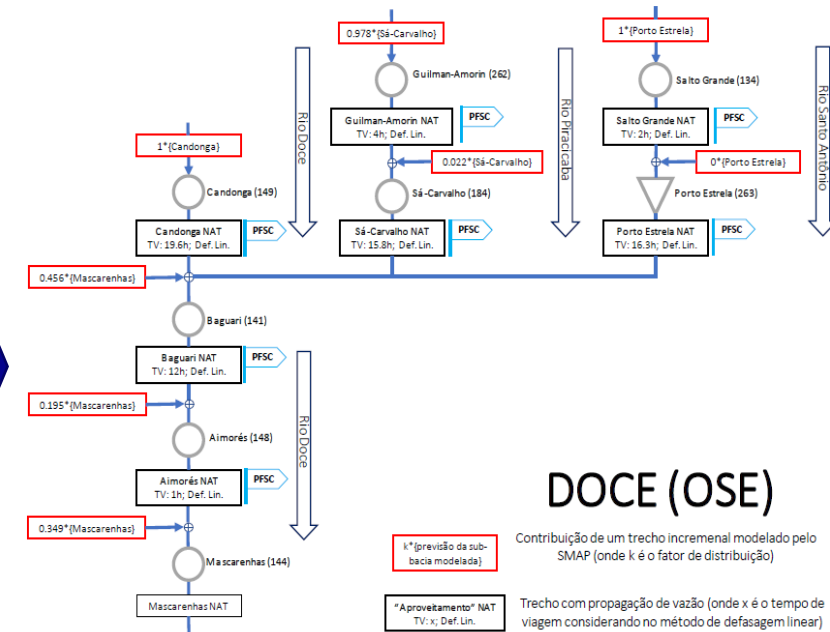 0.978*{Sá-Carvalho}
1*{Porto Estrela}
Guilman-Amorin (262)
Salto Grande (134)
Rio Doce
Rio Piracicaba
Rio Santo Antônio
Guilman-Amorin NAT
TV: 4h; Def. Lin.
PFSC
Salto Grande NAT
TV: 2h; Def. Lin.
PFSC
1*{Candonga}
0.022*{Sá-Carvalho}
0*{Porto Estrela}
Candonga (149)
Sá-Carvalho (184)
Porto Estrela (263)
Candonga NAT
TV: 19.6h; Def. Lin.
PFSC
Sá-Carvalho NAT
TV: 15.8h; Def. Lin.
PFSC
Porto Estrela NAT
TV: 16.3h; Def. Lin.
PFSC
0.456*{Mascarenhas}
Baguari (141)
Baguari NAT
TV: 12h; Def. Lin.
PFSC
Rio Doce
0.195*{Mascarenhas}
Aimorés (148)
Aimorés NAT
TV: 1h; Def. Lin.
PFSC
0.349*{Mascarenhas}
Mascarenhas (144)
Mascarenhas NAT
DOCE (OSE)
k*{previsão da sub-
bacia modelada}
Contribuição de um trecho incremenal modelado pelo
SMAP (onde k é o fator de distribuição)
"Aproveitamento" NAT
TV: x; Def. Lin.
Trecho com propagação de vazão (onde x é o tempo de
viagem considerando no método de defasagem linear)